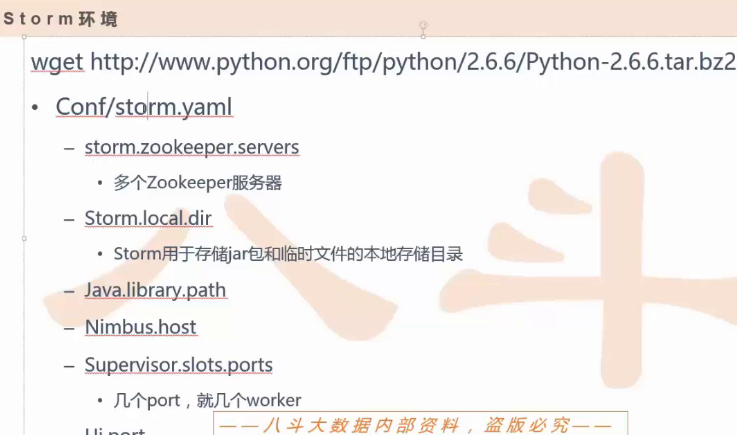 Storm环境
wget http://www.python.org/ftp/python/2.6.6/Python-2.6.6.tar.bz2
• Conf/storm.yaml
– storm.zookeeper.servers
• 多个Zookeeper服务器
– Storm.local.dir
• Storm用于存储jar包和临时文件的本地存储目录
– Java.library.path
– Nimbus.host
– Supervisor.slots.ports
• 几个port，就几个worker
——八斗大数据内部资料，盗版必究——
Ui.port
八斗